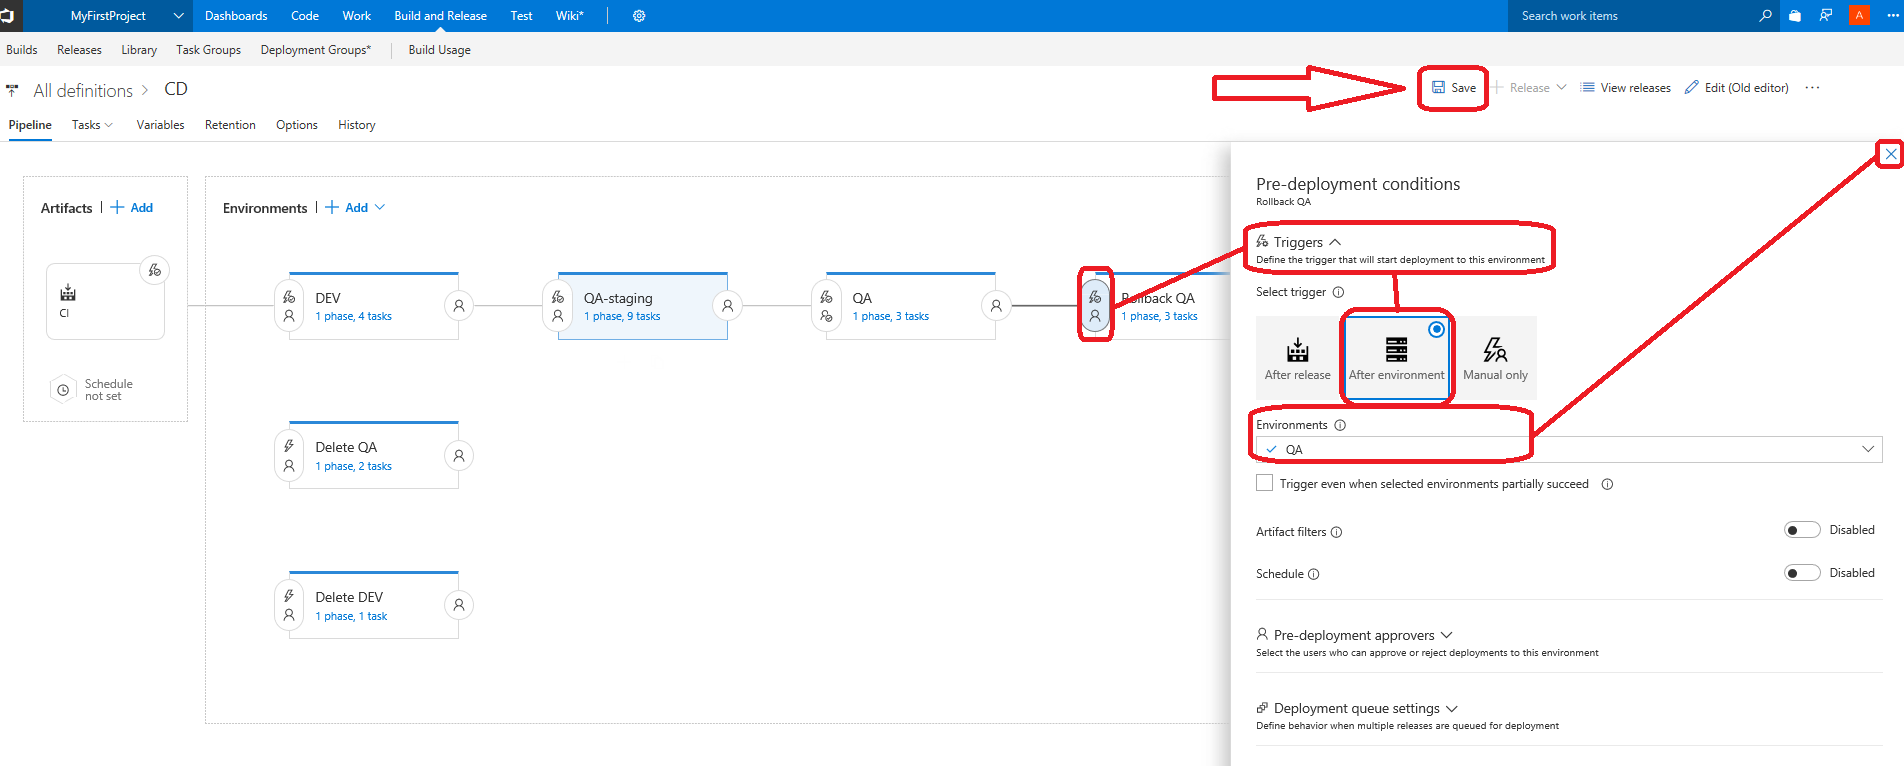 MyFirstProject Dashboards Code Work Build and Release Test Wiki* Search work items A
Builds Releases Library Task Groups Deployment Groups* Build Usage
All definitions > CD Save + Release View releases Edit (Old editor) ...
Pipeline Tasks Variables Retention Options History
Artifacts | + Add
CI
Schedule
not set
Environments | + Add
DEV
1 phase, 4 tasks
QA-staging
1 phase, 9 tasks
QA
1 phase, 3 tasks
Rollback QA
1 phase, 3 tasks
Delete QA
1 phase, 2 tasks
Delete DEV
1 phase, 1 task
Pre-deployment conditions
Rollback QA
Triggers
Define the trigger that will start deployment to this environment
Select trigger
After release After environment Manual only
Environments
QA
Trigger even when selected environments partially succeed
Artifact filters Disabled
Schedule Disabled
Pre-deployment approvers
Select the users who can approve or reject deployments to this environment
Deployment queue settings
Define behavior when multiple releases are queued for deployment